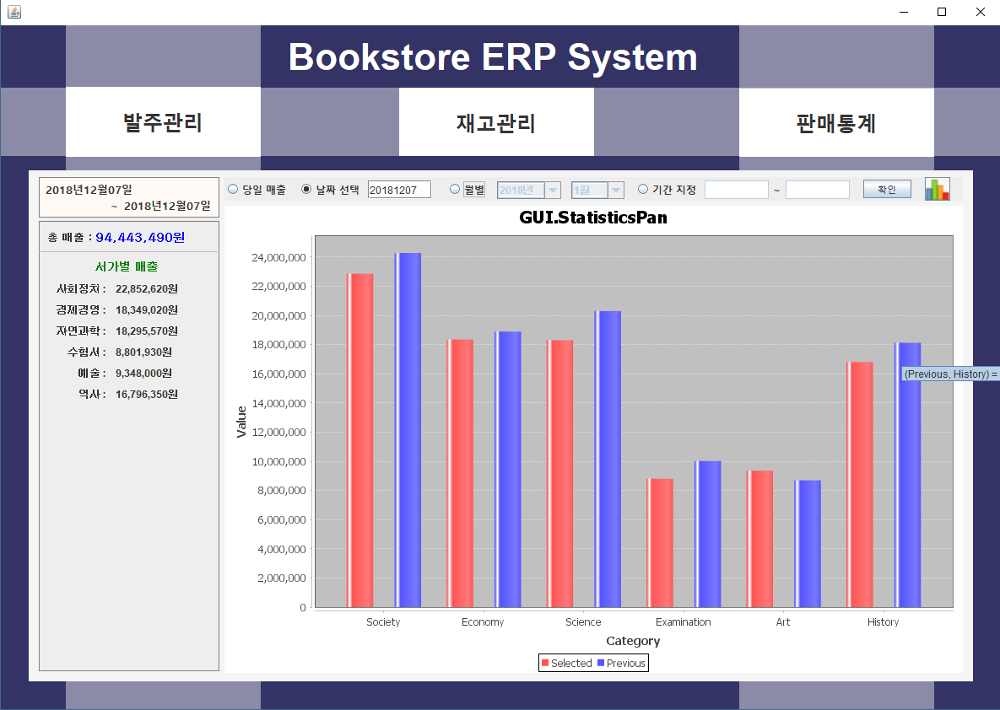 Bookstore ERP System
발주관리
재고관리
판매통계
2018년12월07일
~ 2018년12월07일
당일 매출
날짜 선택
20181207
월별
2018년
1월
기간 지정
~
확인
총 매출 : 94,443,490원
서가별 매출
사회정치 : 22,852,620원
경제경영 : 18,349,020원
자연과학 : 18,295,570원
수험서 : 8,801,930원
예술 : 9,348,000원
역사 : 16,796,350원
GUI.StatisticsPan
Value
24,000,000
22,000,000
20,000,000
18,000,000
16,000,000
14,000,000
12,000,000
10,000,000
8,000,000
6,000,000
4,000,000
2,000,000
0
(Previous, History) =
Society
Economy
Science
Examination
Art
History
Category
Selected
Previous